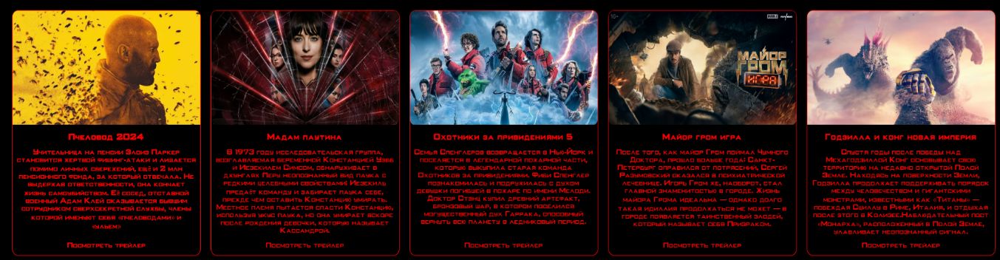 16+
МАЙОР
ГРОМ
ИГРА
Пчеловод 2024
Учительница на пенсии Элоиз Паркер
становится жертвой фишинг-атаки и лишается
помимо личных сбережений, ещё и 2 млн
пенсионного фонда, за который отвечала. Не
выдержав ответственности, она кончает
жизнь самоубийством. Её сосед, отставной
военный Адам Клей оказывается бывшим
сотрудником сверхсекретной службы, члены
которой именуют себя «пчеловодами» и
«ульем».
Посмотреть трейлер
Мадам паутина
В 1973 году исследовательская группа,
возглавляемая беременной Констанцией Уэбб
и Иезекилем Симсом, обнаруживает в
джунглях Перу неопознанный вид паука с
редкими целебными свойствами Иезекиль
предаёт команду и забирает паука себе,
прежде чем оставить Констанцию умирать.
Местное племя пытается спасти Констанцию,
используя укус паука, но она умирает вскоре
после рождения девочки, которую называет
Кассандрой.
Посмотреть трейлер
Охотники за привидениями 5
Семья Спенглеров возвращается в Нью-Йорк и
поселяется в легендарной пожарной части,
которую выкупила старая команда
Охотников за привидениями. Фиби Спенглер
познакомилась и подружилась с духом
девушки погибшей в пожаре по имени Мелоди.
Доктор Стэнц купил древний артефакт,
бронзовый шар, в котором поселился
могущественный дух Гаррака, способный
вернуть всю планету в ледниковый период.
Посмотреть трейлер
Майор гром игра
После того, как майор Гром поймал Чумного
Доктора, прошло больше года: Санкт-
Петербург оправился от потрясений, Сергей
Разумовский оказался в психиатрической
лечебнице. Игорь Гром же, наоборот, стал
главной знаменитостью в городе. Жизнь
майора Грома идеальна — однако долго
такая идиллия продолжаться не может — в
городе появляется таинственный злодей,
который называет себя Призраком.
Посмотреть трейлер
Годзилла и конг новая империя
Спустя годы после победы над
Мехагодзиллой Конг основывает свою
территорию на недавно открытой Полой
Земле. Находясь на поверхности Земли,
Годзилла продолжает поддерживать порядок
между человечеством и гигантскими
монстрами, известными как «Титаны» —
побеждая Сциллу в Риме, Италия, и отдыхая
после этого в Колизее.Наблюдательный пост
«Монарха», расположенный в Полой Земле,
улавливает неопознанный сигнал.
Посмотреть трейлер